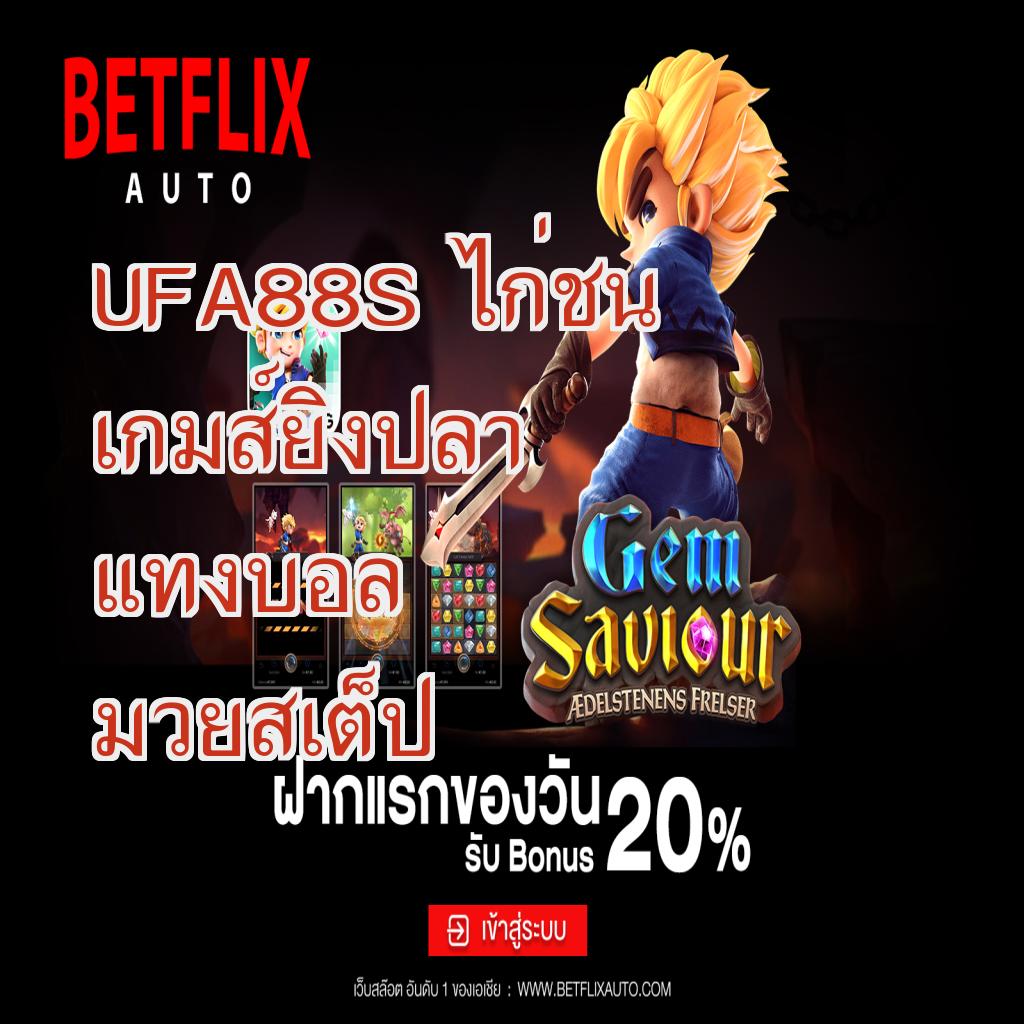 BETFLIX
AUTO
UFA88S ไก่ชน
เกมส์ยิงปลา
แทงบอล
มวยสเต็ป
Gem
Saviour
ÆDELSTENENS FRELSER
ฝากแรกของวัน
รับ Bonus 20%
เข้าสู่ระบบ
เว็บสล๊อต อันดับ 1 ของเอเชีย : WWW.BETFLIXAUTO.COM